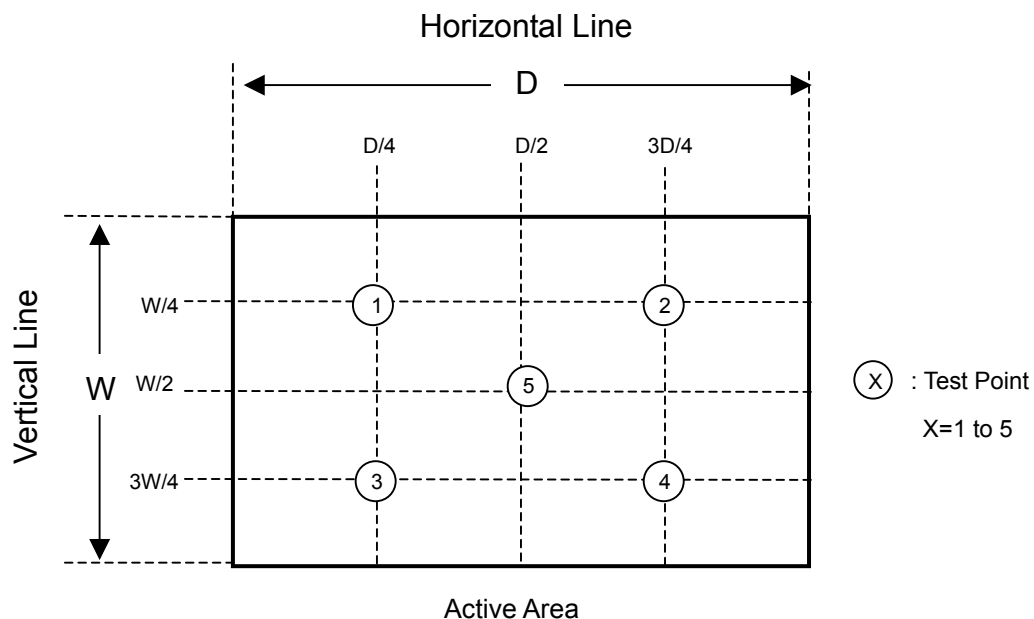 Horizontal Line
D
D/4 D/2 3D/4
Vertical Line
W
W/4
W/2
3W/4
1 2
5
3 4
X : Test Point
X=1 to 5
Active Area